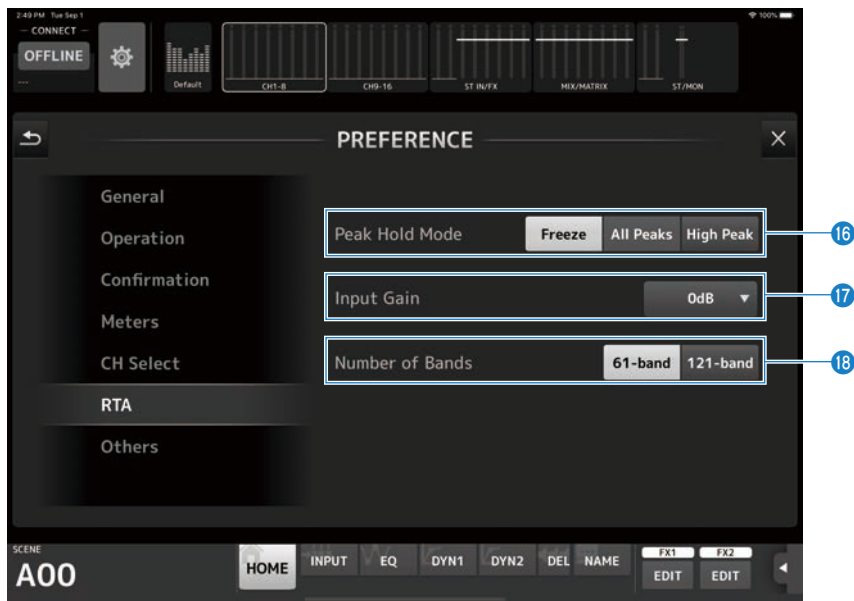 2:49 PM Tue Sep 1
100%
CONNECT
OFFLINE
---
Default
CH1-8
CH9-16
ST IN/FX
MIX/MATRIX
ST/MON
PREFERENCE
General
Operation
Confirmation
Meters
CH Select
RTA
Others
Peak Hold Mode
Freeze
All Peaks
High Peak
16
Input Gain
0dB
17
Number of Bands
61-band
121-band
18
SCENE
A00
HOME
INPUT
EQ
DYN1
DYN2
DEL
NAME
FX1
EDIT
FX2
EDIT